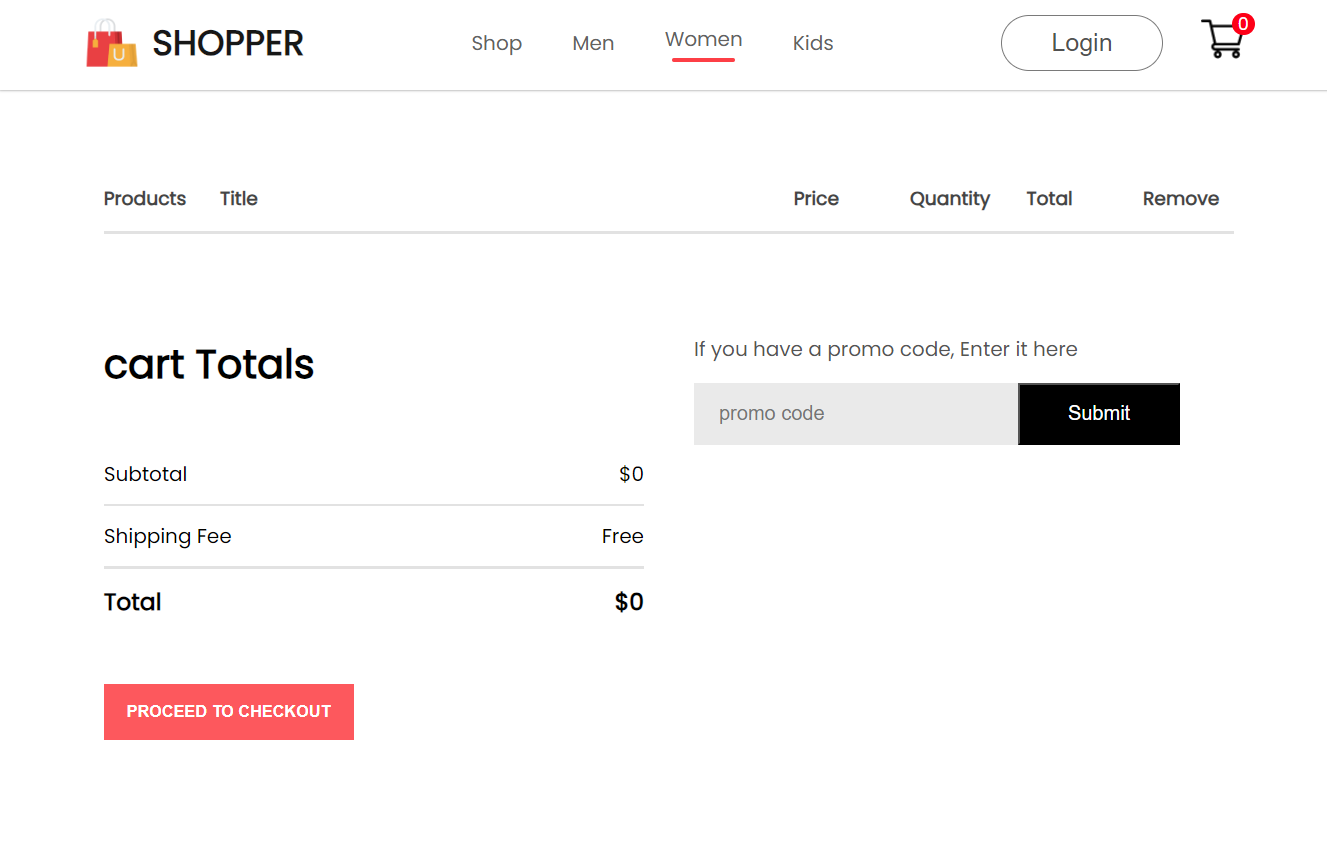 SHOPPER Shop Men Women Kids Login 0
Products Title Price Quantity Total Remove
cart Totals
Subtotal $0
Shipping Fee Free
Total $0
PROCEED TO CHECKOUT
If you have a promo code, Enter it here
promo code Submit